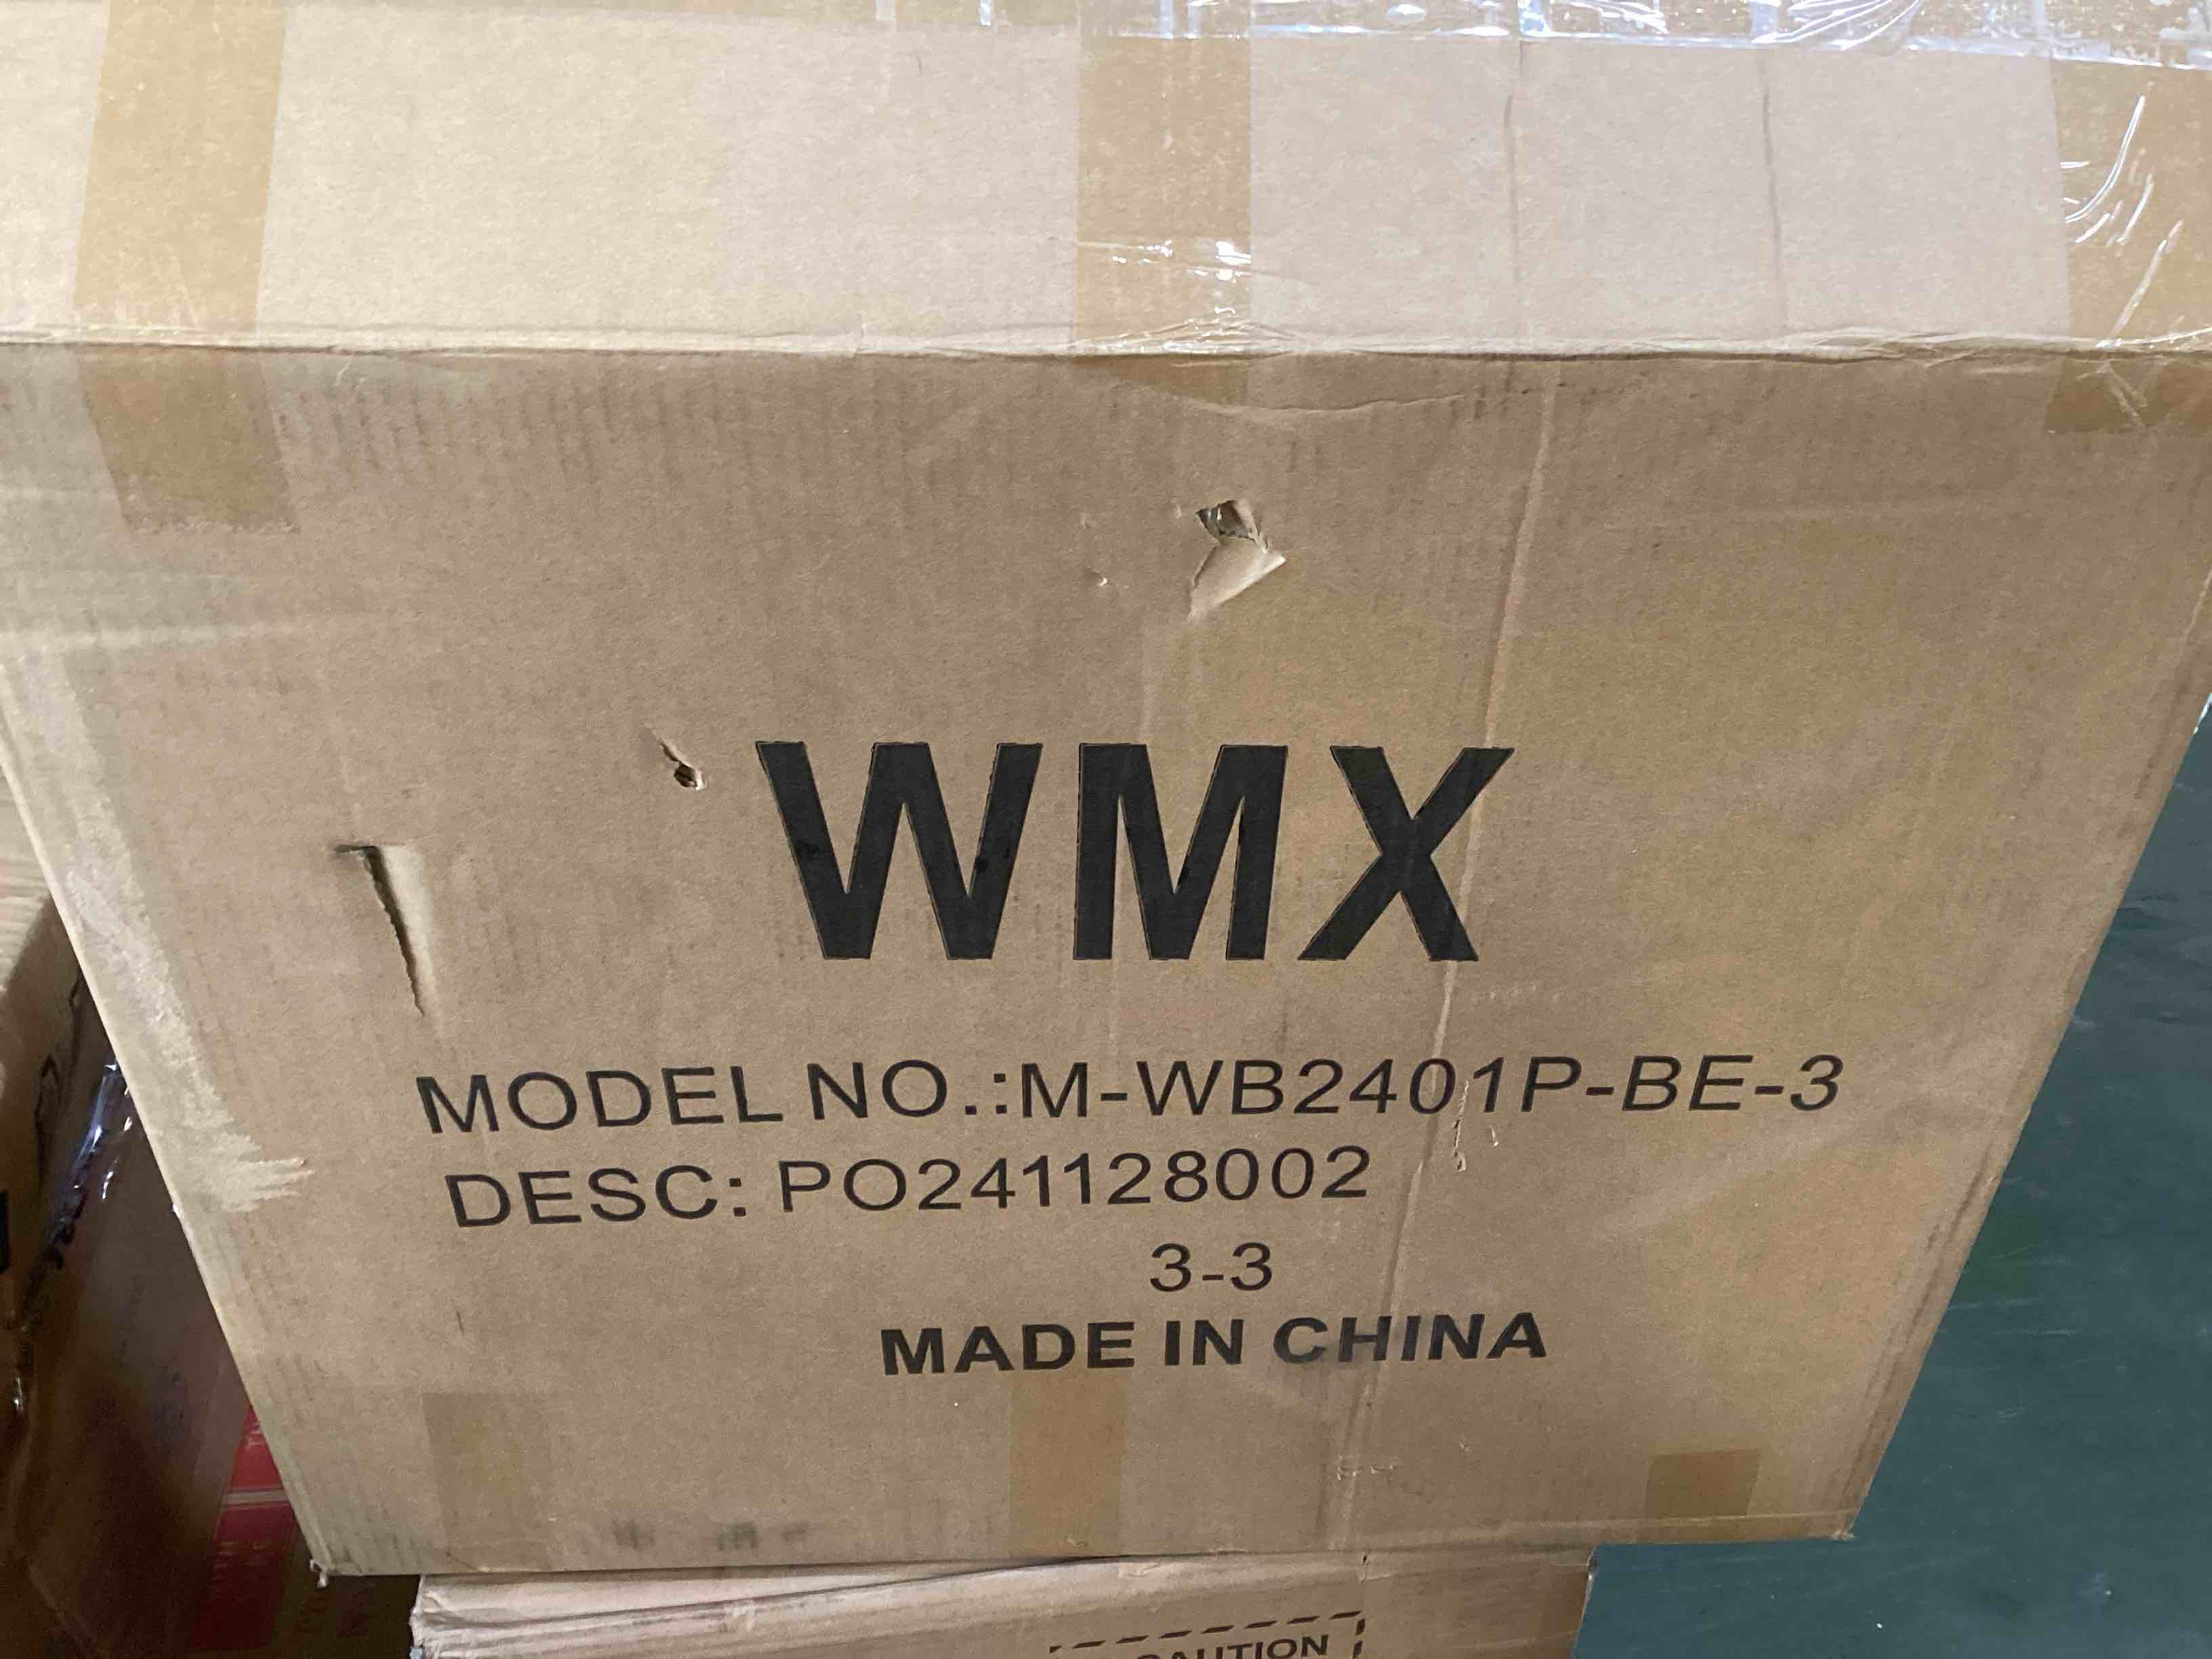 WMX
MODEL NO.:M-WB2401P-BE-3
DESC: PO241128002
3-3
MADE IN CHINA
CAUTION